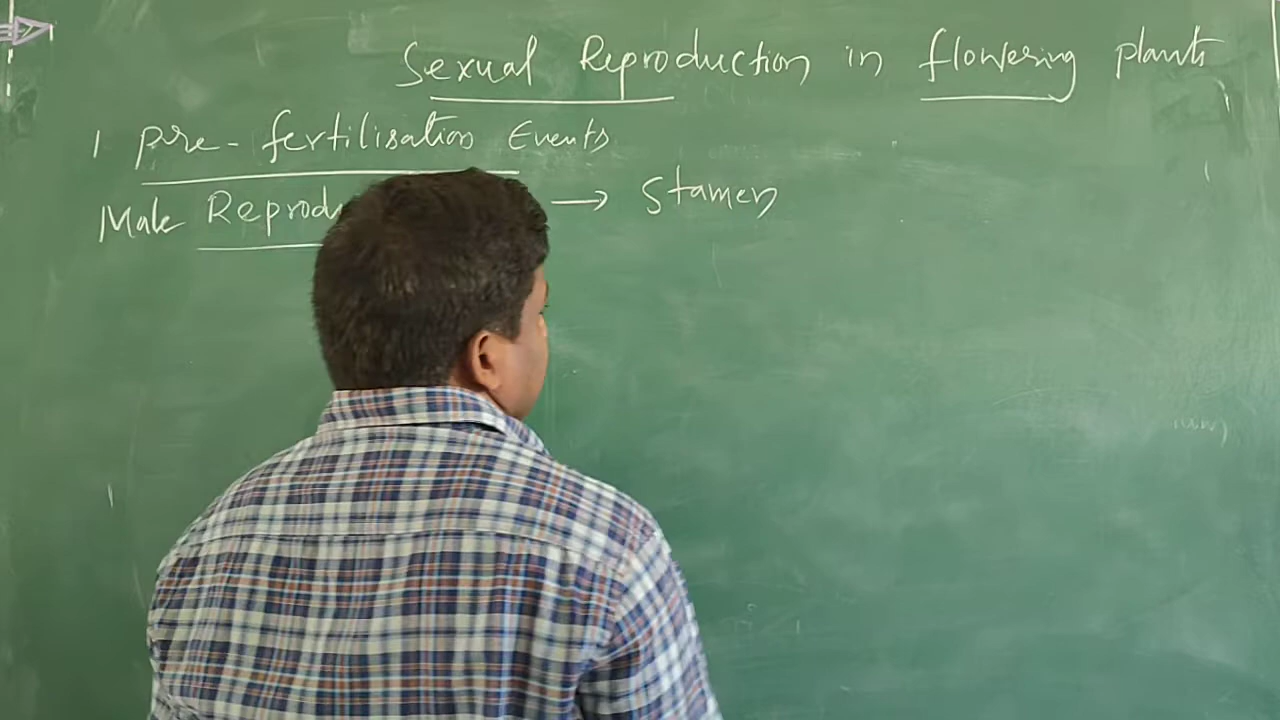 Sexual Reproduction in flowering plants
1 pre-fertilisation Events
Male Reprod → Stamen